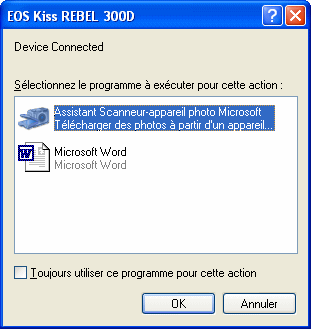 EOS Kiss REBEL 300D
Device Connected
Sélectionnez le programme à exécuter pour cette action :
Assistant Scanneur-appareil photo Microsoft
Télécharger des photos à partir d'un appareil...
Microsoft Word
Microsoft Word
Toujours utiliser ce programme pour cette action
OK
Annuler